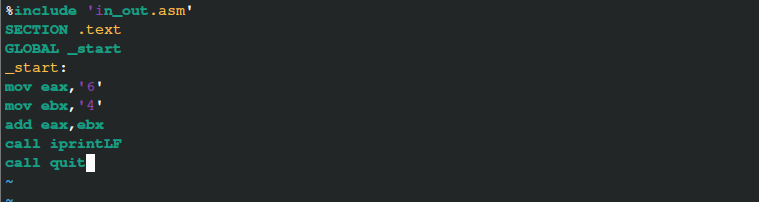 %include 'in_out.asm'
SECTION .text
GLOBAL _start
_start:
mov eax,'6'
mov ebx,'4'
add eax,ebx
call iprintLF
call quit
~
~